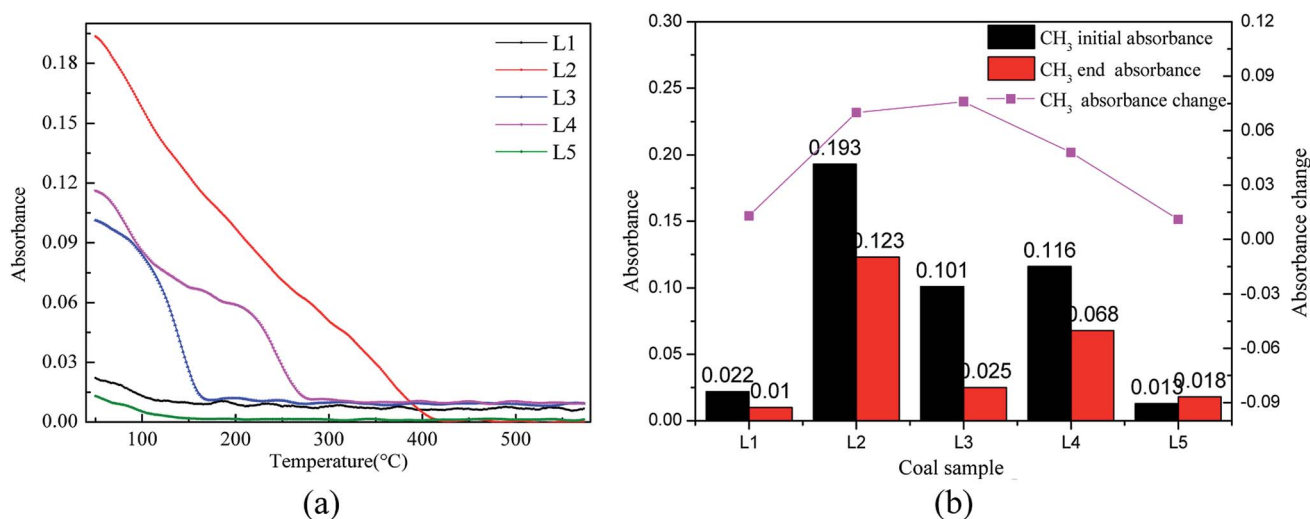 L1
L2
L3
L4
L5
0.18
0.15
0.12
0.09
0.06
0.03
0.00
Absorbance
100
200
300
400
500
Temperature(°C)
(a)
CH₃ initial absorbance
CH₃ end absorbance
CH₃ absorbance change
0.30
0.25
0.20
0.15
0.10
0.05
0.00
Absorbance
0.022
0.01
0.193
0.123
0.101
0.025
0.116
0.068
0.013
0.018
0.12
0.09
0.06
0.03
0.00
-0.03
-0.06
-0.09
Absorbance change
L1
L2
L3
L4
L5
Coal sample
(b)